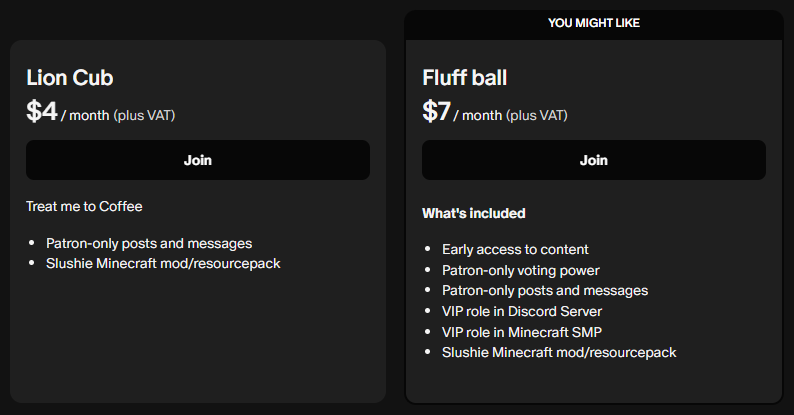 Lion Cub
$4 / month (plus VAT)
Join
Treat me to Coffee
• Patron-only posts and messages
• Slushie Minecraft mod/resourcepack
YOU MIGHT LIKE
Fluff ball
$7 / month (plus VAT)
Join
What's included
• Early access to content
• Patron-only voting power
• Patron-only posts and messages
• VIP role in Discord Server
• VIP role in Minecraft SMP
• Slushie Minecraft mod/resourcepack